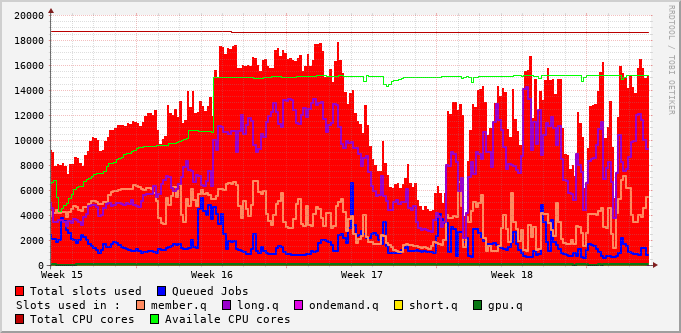 20000
18000
16000
14000
12000
10000
8000
6000
4000
2000
0
Week 15 Week 16 Week 17 Week 18
Total slots used Queued Jobs
Slots used in : member.q long.q ondemand.q short.q gpu.q
Total CPU cores Availale CPU cores
RRDTOOL / TOBI OETIKER